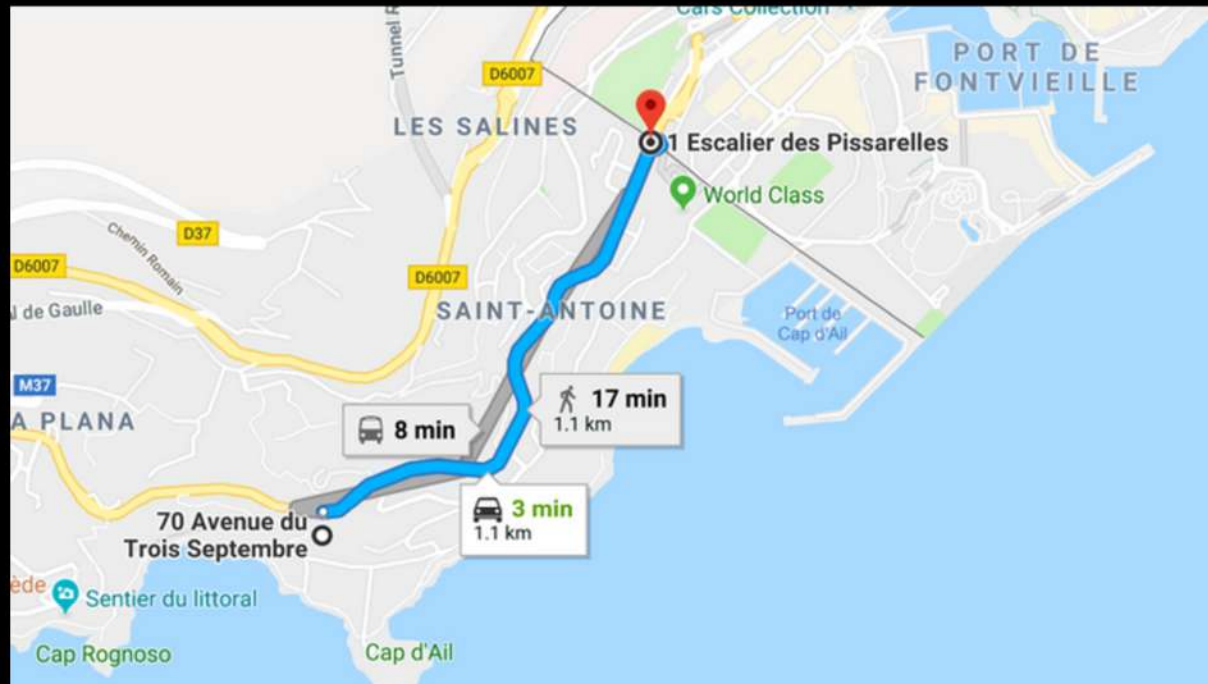 Cars Collection
D6007
PORT DE
FONTVIEILLE
Tunnel R
LES SALINES
1 Escalier des Pissarelles
World Class
D37
Chemin Romain
D6007
D6007
l de Gaulle
SAINT-ANTOINE
Port de
Cap d'Ail
M37
A PLANA
17 min
1.1 km
8 min
3 min
1.1 km
70 Avenue du
Trois Septembre
ède
Sentier du littoral
Cap Rognoso
Cap d'Ail